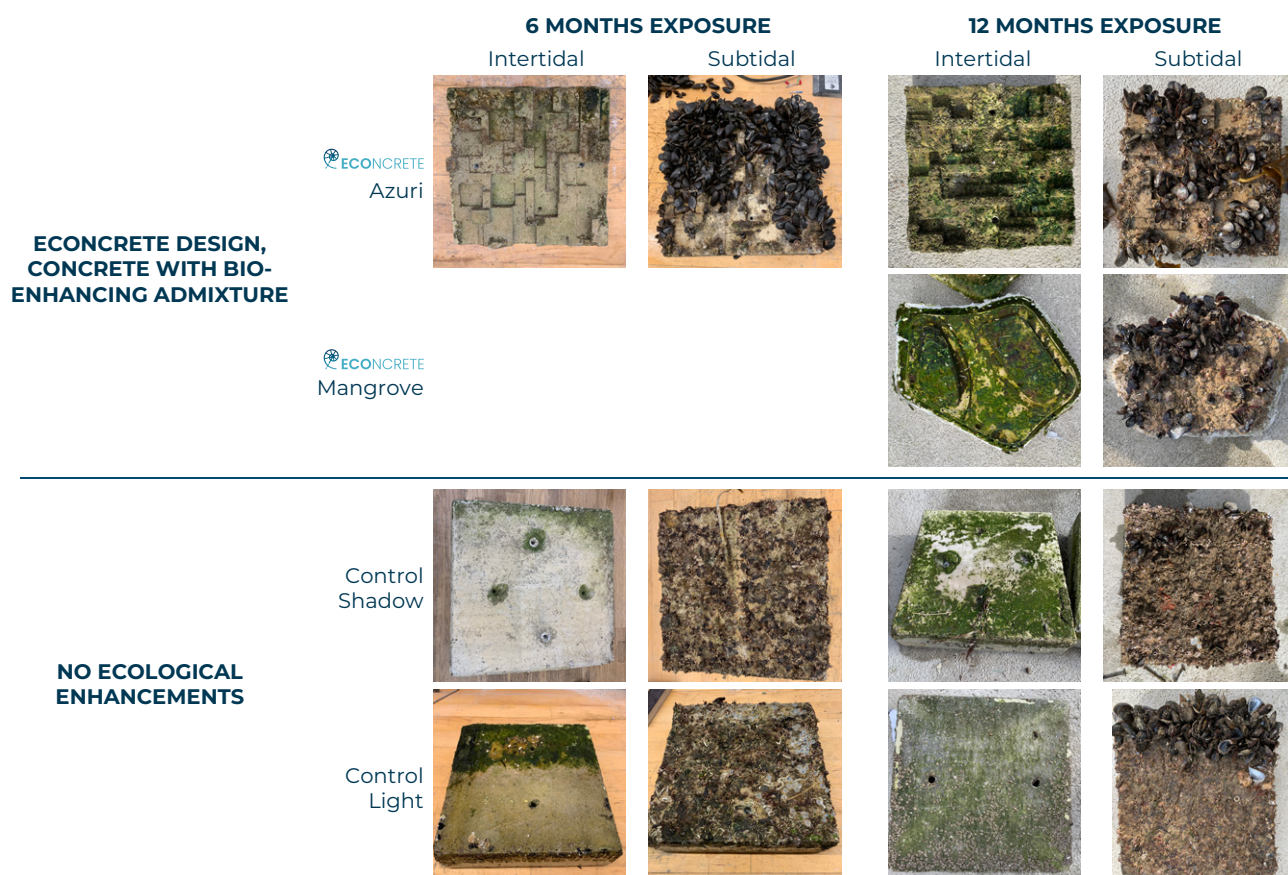 6 MONTHS EXPOSURE
12 MONTHS EXPOSURE
Intertidal
Subtidal
Intertidal
Subtidal
ECONCRETE
Azuri
ECONCRETE DESIGN,
CONCRETE WITH BIO-
ENHANCING ADMIXTURE
ECONCRETE
Mangrove
Control
Shadow
NO ECOLOGICAL
ENHANCEMENTS
Control
Light